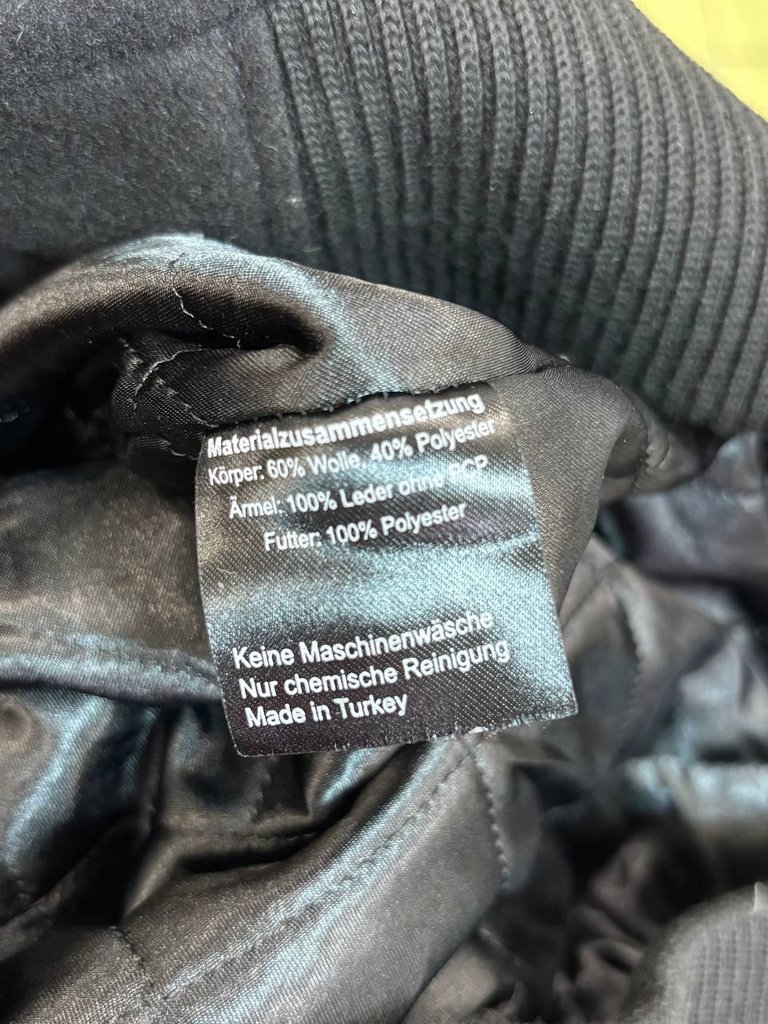 Materialzusammensetzung
Körper: 60% Wolle, 40% Polyester
Ärmel: 100% Leder ohne PCP
Futter: 100% Polyester
Keine Maschinenwäsche
Nur chemische Reinigung
Made in Turkey